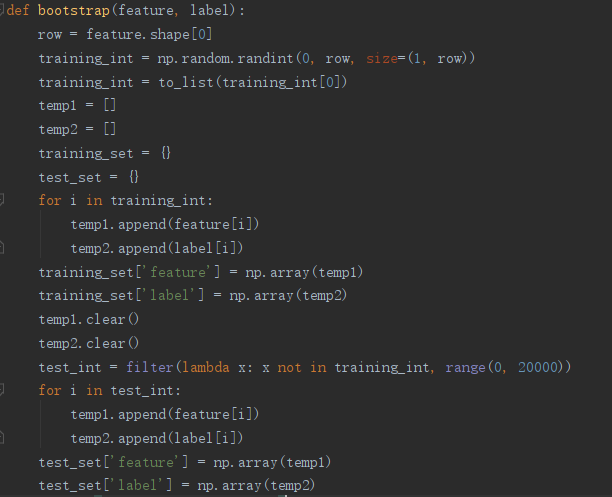 def bootstrap(feature, label):
    row = feature.shape[0]
    training_int = np.random.randint(0, row, size=(1, row))
    training_int = to_list(training_int[0])
    temp1 = []
    temp2 = []
    training_set = {}
    test_set = {}
    for i in training_int:
        temp1.append(feature[i])
        temp2.append(label[i])
    training_set['feature'] = np.array(temp1)
    training_set['label'] = np.array(temp2)
    temp1.clear()
    temp2.clear()
    test_int = filter(lambda x: x not in training_int, range(0, 20000))
    for i in test_int:
        temp1.append(feature[i])
        temp2.append(label[i])
    test_set['feature'] = np.array(temp1)
    test_set['label'] = np.array(temp2)